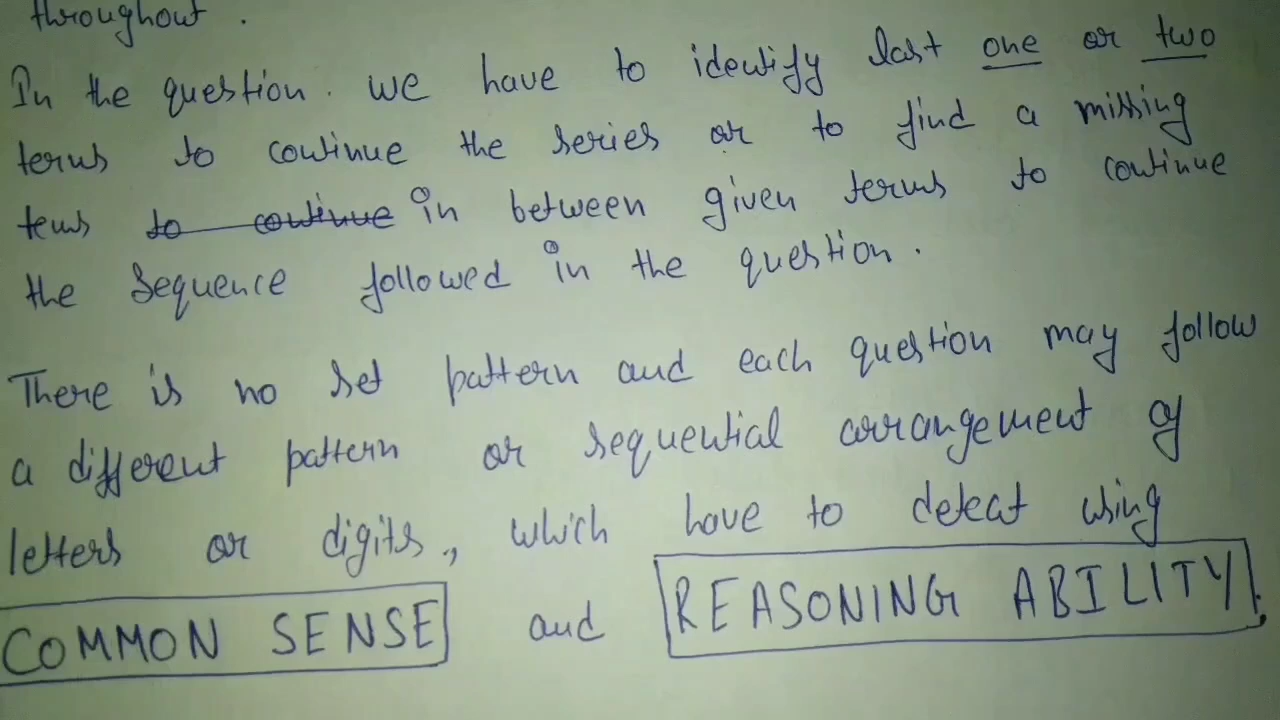 throughout.
In the question. we have to identify last one or two
terms to continue the series or to find a missing
tems to continue in between given terms to continue
the sequence followed in the question.
There is no set pattern and each question may follow
a different pattern or sequential arrangement of
letters or digits, which have to deteat using
COMMON SENSE and REASONING ABILITY.